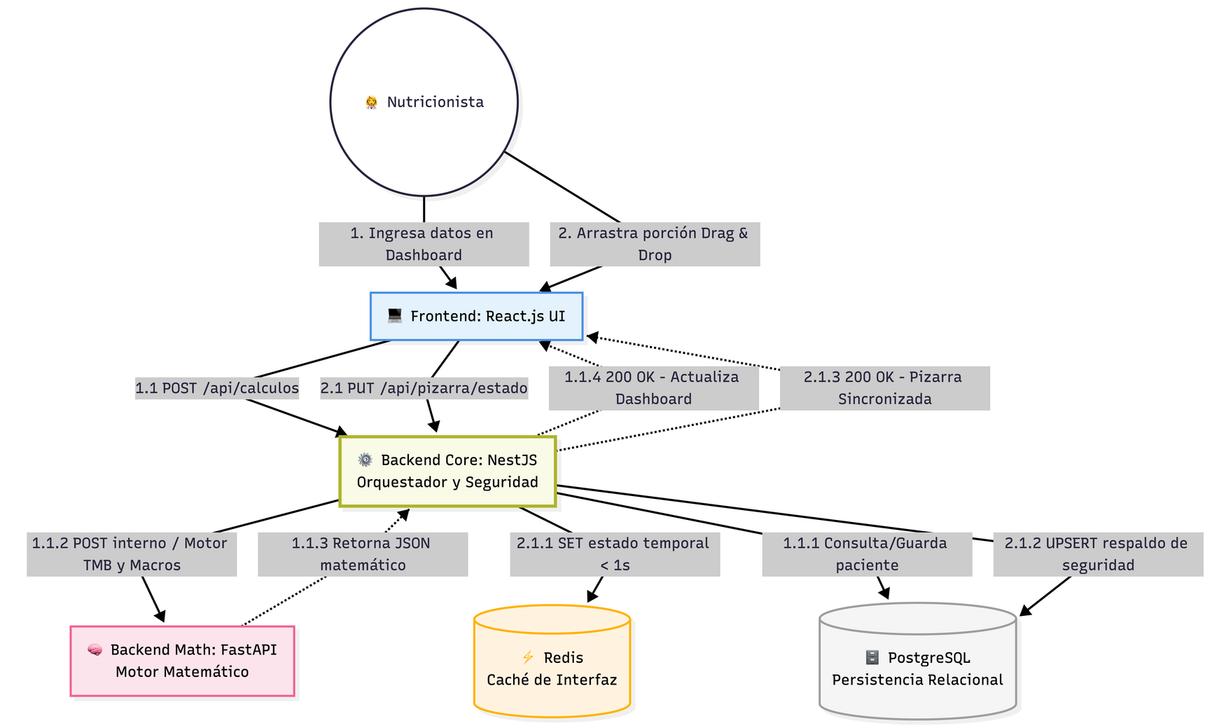 Nutricionista
1. Ingresa datos en
Dashboard
2. Arrastra porción Drag &
Drop
Frontend: React.js UI
1.1 POST /api/calculos
2.1 PUT /api/pizarra/estado
1.1.4 200 OK - Actualiza
Dashboard
2.1.3 200 OK - Pizarra
Sincronizada
Backend Core: NestJS
Orquestador y Seguridad
1.1.2 POST interno / Motor
TMB y Macros
1.1.3 Retorna JSON
matemático
2.1.1 SET estado temporal
< 1s
1.1.1 Consulta/Guarda
paciente
2.1.2 UPSERT respaldo de
seguridad
Backend Math: FastAPI
Motor Matemático
Redis
Caché de Interfaz
PostgreSQL
Persistencia Relacional